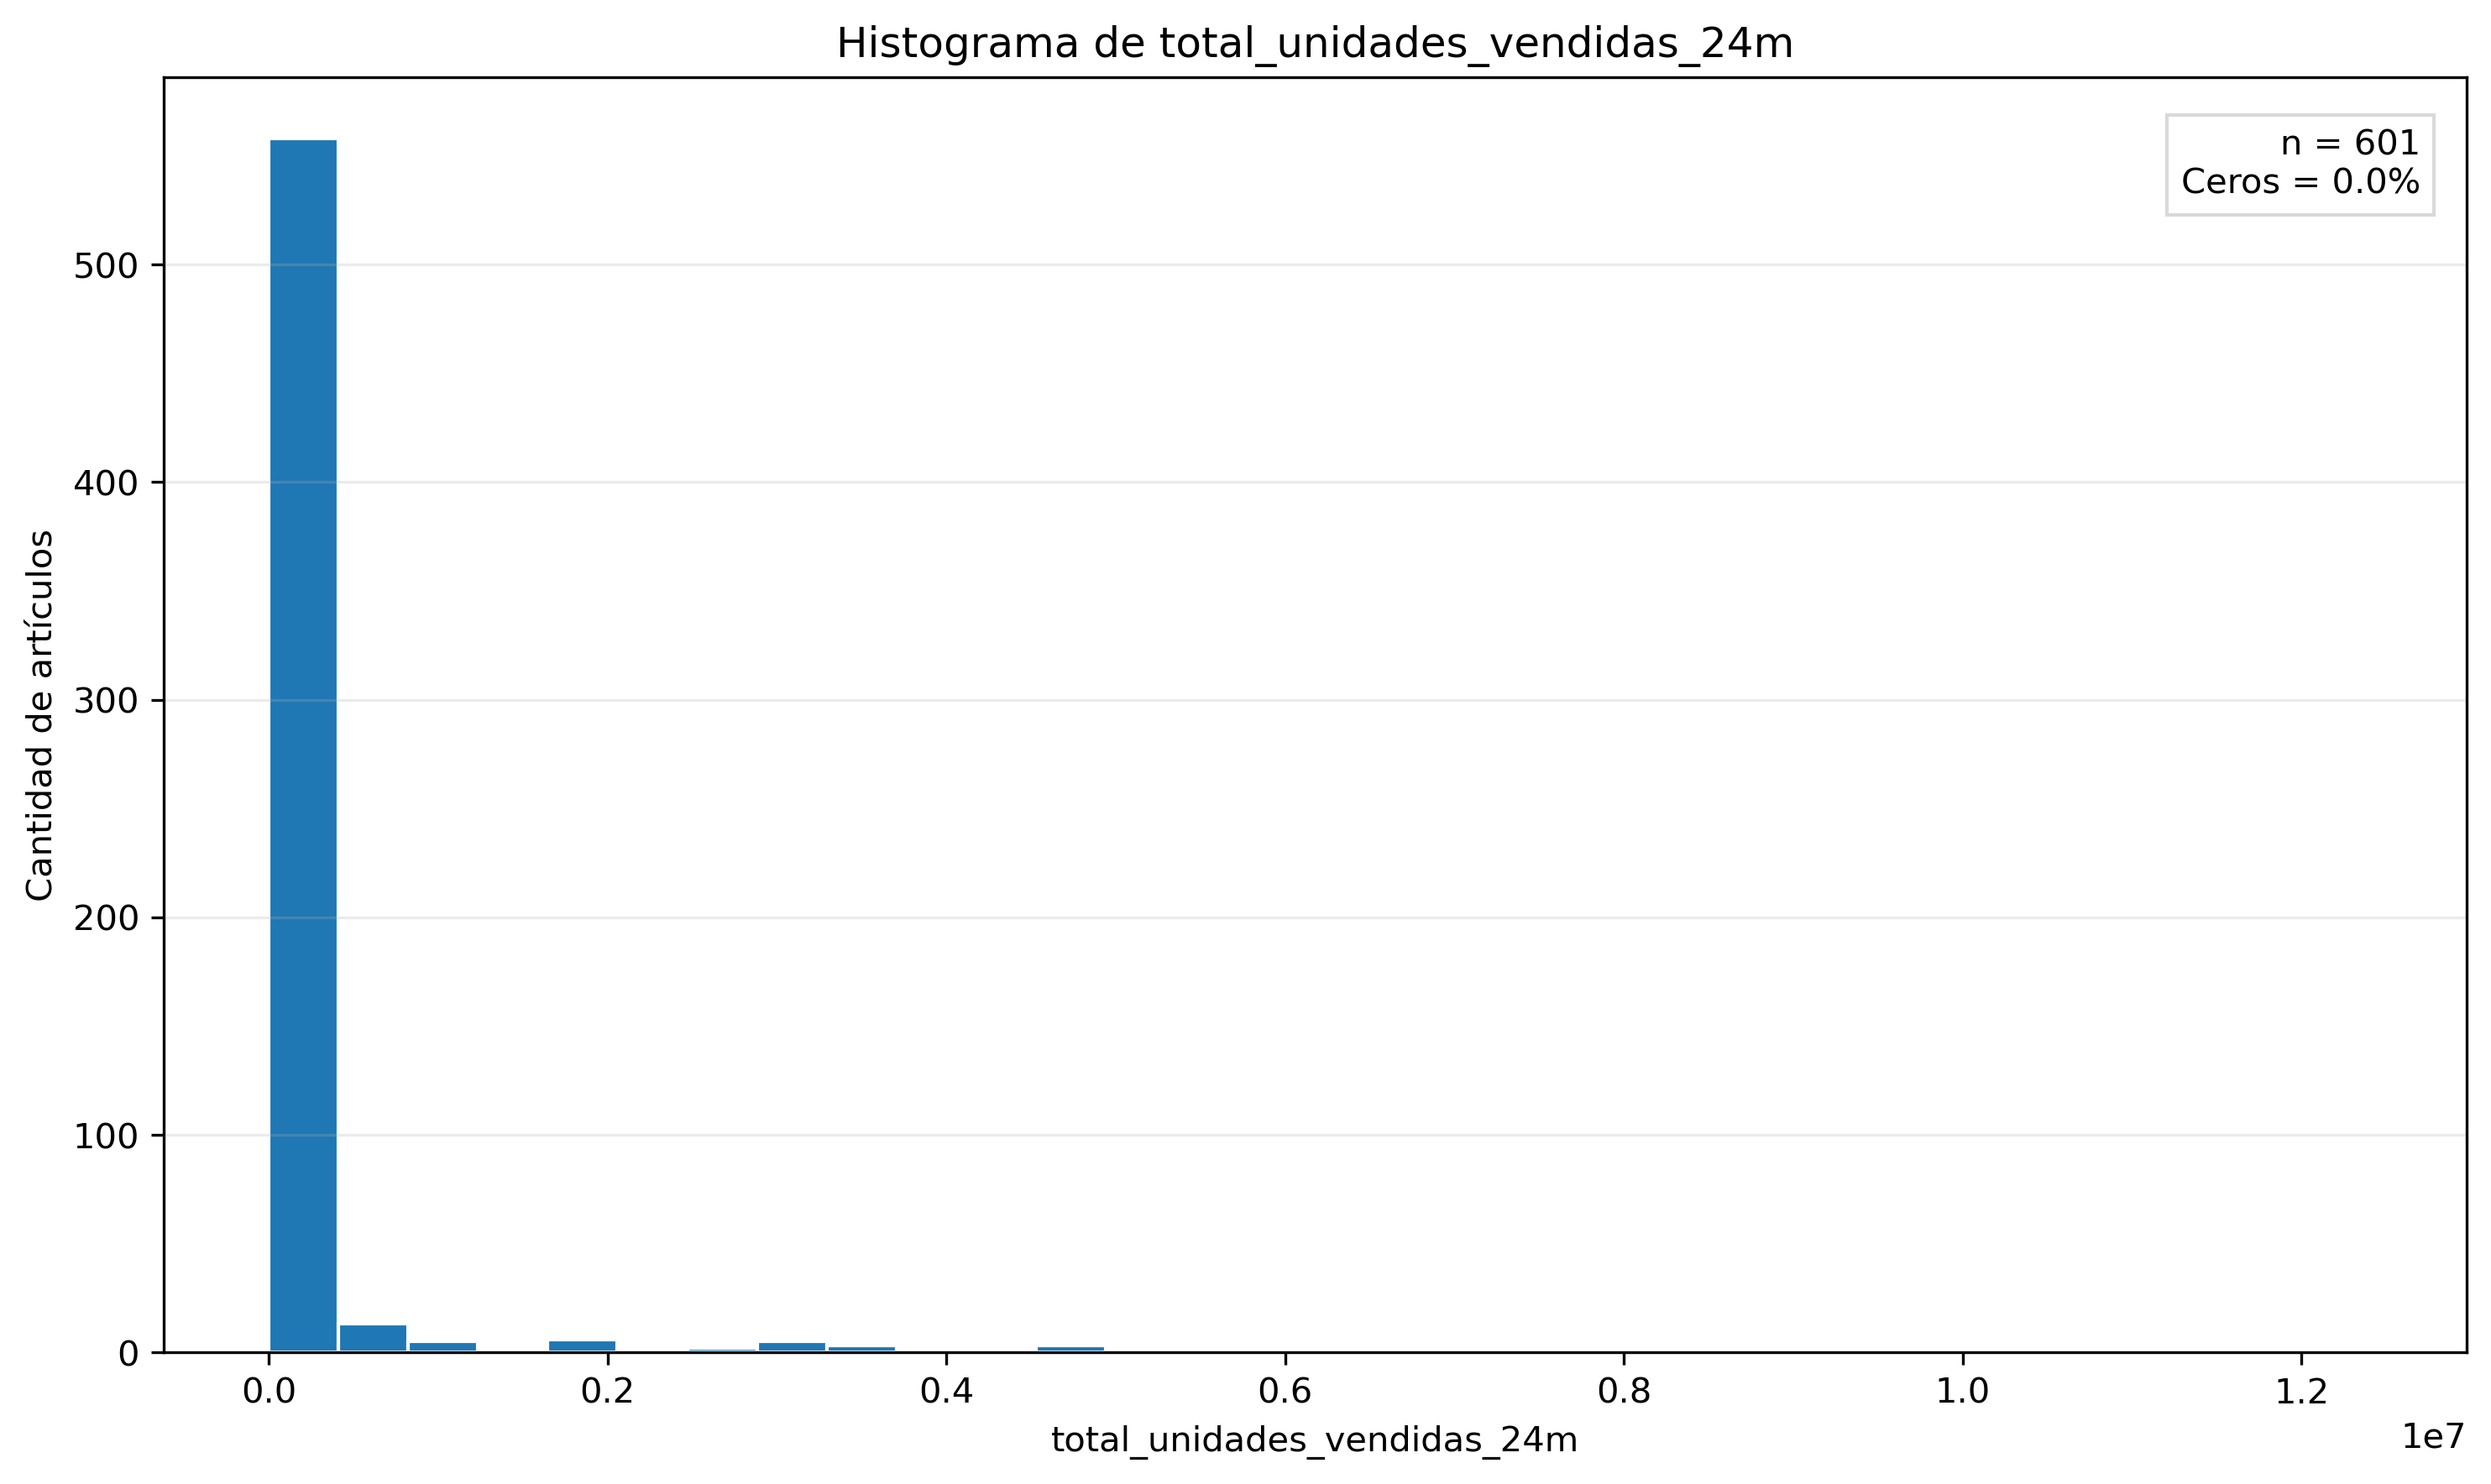 Histograma de total_unidades_vendidas_24m
n = 601
Ceros = 0.0%
Cantidad de artículos
500
400
300
200
100
0
0.0 0.2 0.4 0.6 0.8 1.0 1.2
1e7
total_unidades_vendidas_24m